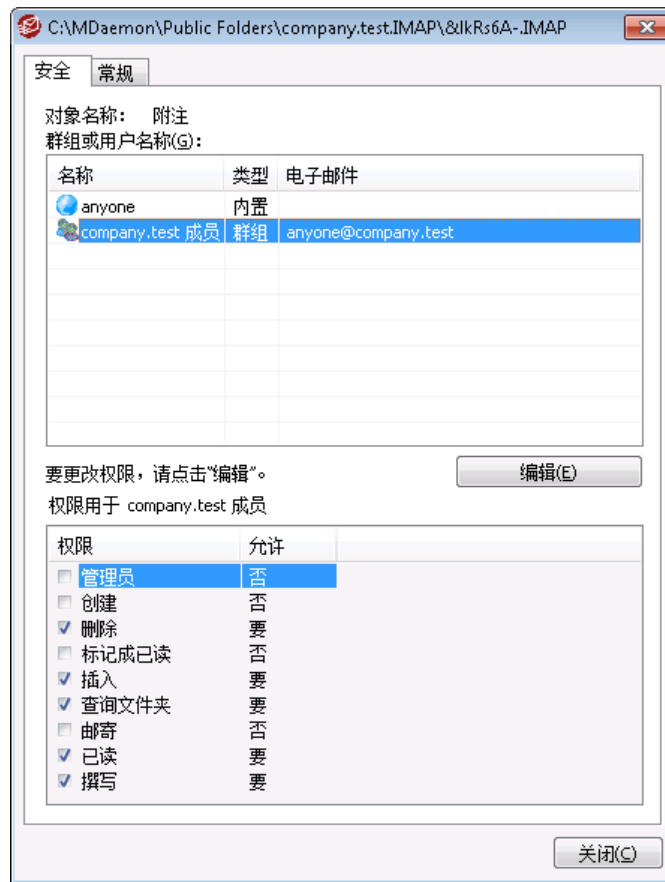 C:\MDaemon\Public Folders\company.test.IMAP\&lkRs6A-.IMAP
安全 常规
对象名称： 附注
群组或用户名称(G)：
名称 类型 电子邮件
anyone 内置
company.test 成员 群组 anyone@company.test
要更改权限，请点击“编辑”。 编辑(E)
权限用于 company.test 成员
权限 允许
管理员 否
创建 否
删除 要
标记成已读 否
插入 要
查询文件夹 要
邮寄 否
已读 要
撰写 要
关闭(C)